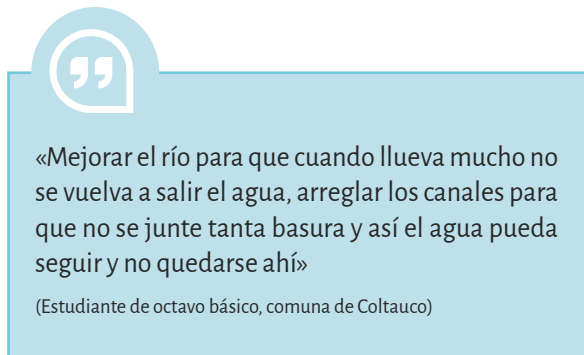 «Mejorar el río para que cuando llueva mucho no
se vuelva a salir el agua, arreglar los canales para
que no se junte tanta basura y así el agua pueda
seguir y no quedarse ahí»
(Estudiante de octavo básico, comuna de Coltauco)